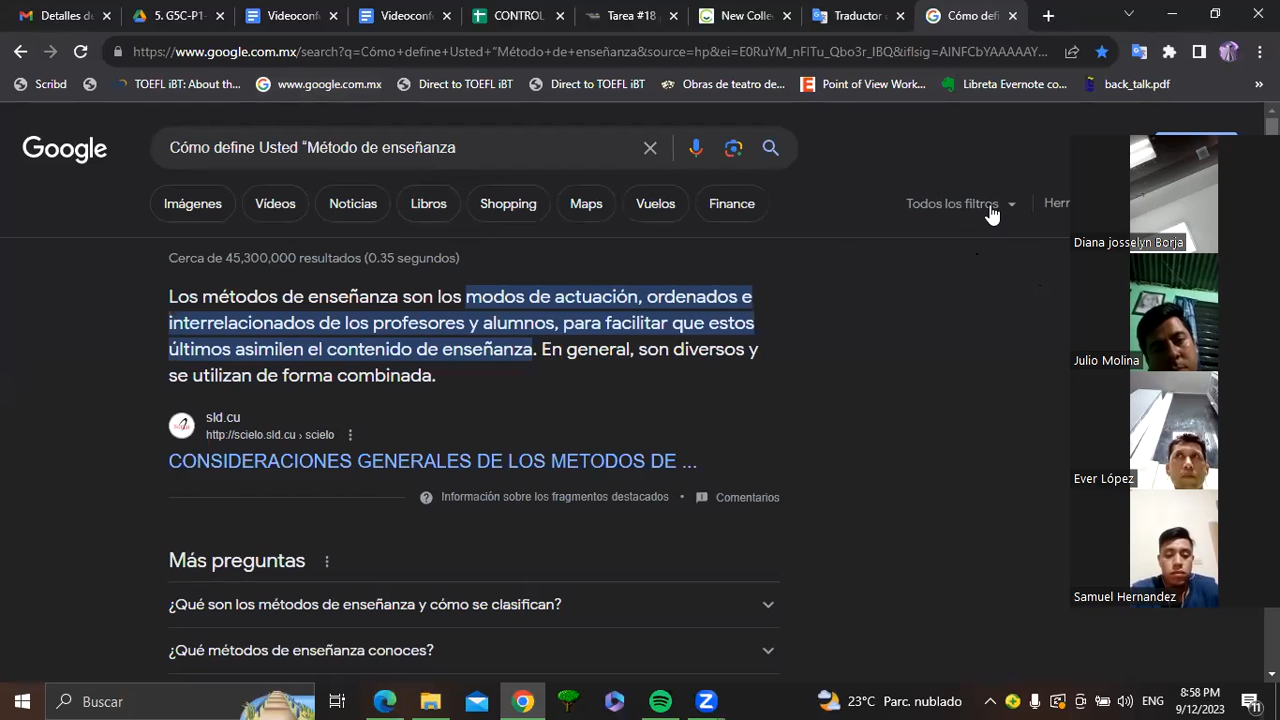 Detalles de
5. G5C-P1-
Videoconf
Videoconf
CONTROL
Tarea #18
New Colle
Traductor
Cómo defi
https://www.google.com.mx/search?q=Cómo+define+Usted+“Método+de+enseñanza&source=hp&ei=E0RuYM_nFITu_Qbo3r_IBQ&iflsig=AINFCbYAAAAAY...
Scribd
TOEFL iBT: About th...
www.google.com.mx
Direct to TOEFL iBT
Direct to TOEFL iBT
Obras de teatro de...
Point of View Work...
Libreta Evernote co...
back_talk.pdf
Google
Cómo define Usted “Método de enseñanza
Imágenes
Vídeos
Noticias
Libros
Shopping
Maps
Vuelos
Finance
Todos los filtros
Herr
Cerca de 45,300,000 resultados (0.35 segundos)
Los métodos de enseñanza son los modos de actuación, ordenados e
interrelacionados de los profesores y alumnos, para facilitar que estos
últimos asimilen el contenido de enseñanza. En general, son diversos y
se utilizan de forma combinada.
sld.cu
http://scielo.sld.cu › scielo
CONSIDERACIONES GENERALES DE LOS METODOS DE ...
Información sobre los fragmentos destacados
Comentarios
Más preguntas
¿Qué son los métodos de enseñanza y cómo se clasifican?
¿Qué métodos de enseñanza conoces?
Diana josselyn Borja
Julio Molina
Ever López
Samuel Hernandez
Buscar
23°C Parc. nublado
ENG
8:58 PM
9/12/2023
11